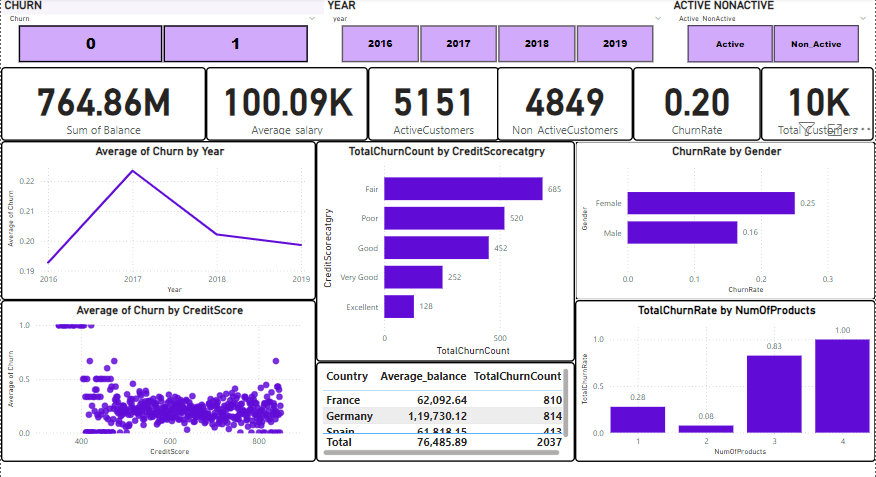 CHURN
Churn
0
1
YEAR
year
2016
2017
2018
2019
ACTIVE NONACTIVE
Active_NonActive
Active
Non_Active
764.86M
Sum of Balance
100.09K
Average_salary
5151
ActiveCustomers
4849
Non_ActiveCustomers
0.20
ChurnRate
10K
Total_Customers
Average of Churn by Year
Average of Churn
0.22
0.21
0.20
0.19
2016
2017
2018
2019
Year
TotalChurnCount by CreditScorecatgry
CreditScorecatgry
Fair
685
Poor
520
Good
452
Very Good
252
Excellent
128
0
500
TotalChurnCount
ChurnRate by Gender
Gender
Female
0.25
Male
0.16
0.0
0.1
0.2
0.3
ChurnRate
Average of Churn by CreditScore
Average of Churn
1.0
0.5
0.0
400
600
800
CreditScore
Country Average_balance TotalChurnCount
France 62,092.64 810
Germany 1,19,730.12 814
Spain 61,818.15 413
Total 76,485.89 2037
TotalChurnRate by NumOfProducts
TotalChurnRate
1.0
0.5
0.0
0.28
0.08
0.83
1.00
1
2
3
4
NumOfProducts